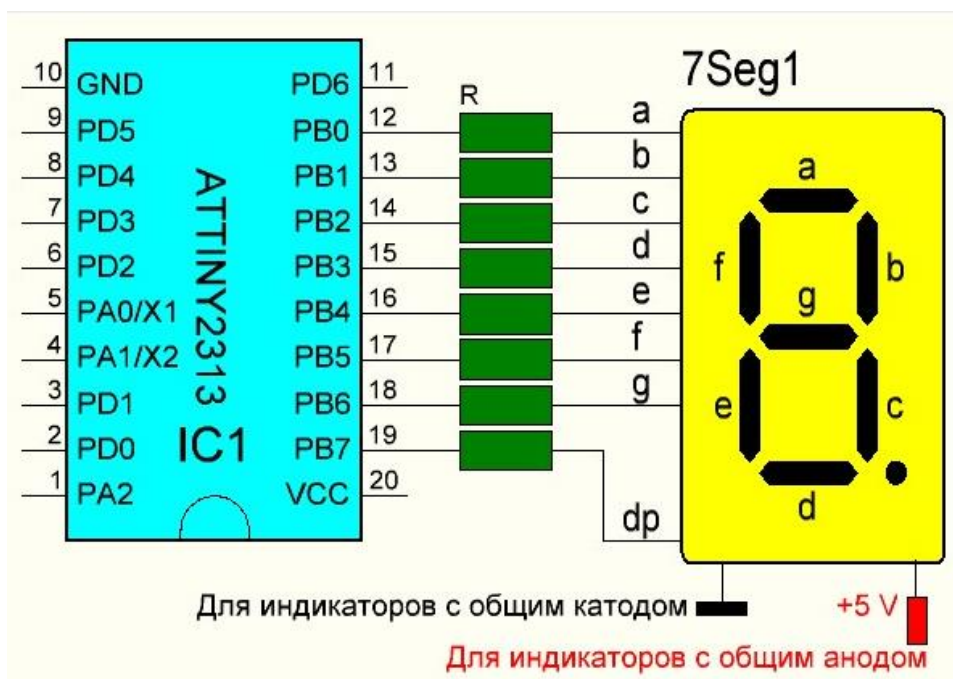 7Seg1
10 GND PD6 11
R
9 PD5 PB0 12 a
8 PD4 PB1 13 b
7 PD3 PB2 14 c
6 PD2 PB3 15 d
5 PA0/X1 PB4 16 e
4 PA1/X2 PB5 17 f
3 PD1 PB6 18 g
2 PD0 PB7 19
1 PA2 VCC 20
ATTINY2313
IC1
dp
a
f b
g
e c
d
Для индикаторов с общим катодом
+5 V
Для индикаторов с общим анодом